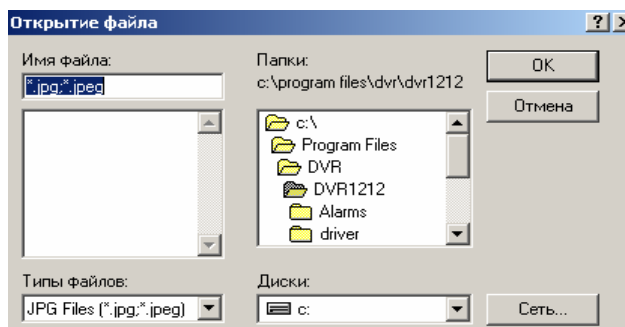 Открытие файла
Имя файла:
*.jpg;*.jpeg
Папки:
c:\program files\dvr\dvr1212
c:\
Program Files
DVR
DVR1212
Alarms
driver
OK
Отмена
Типы файлов:
JPG Files (*.jpg;*.jpeg)
Диски:
c:
Сеть...